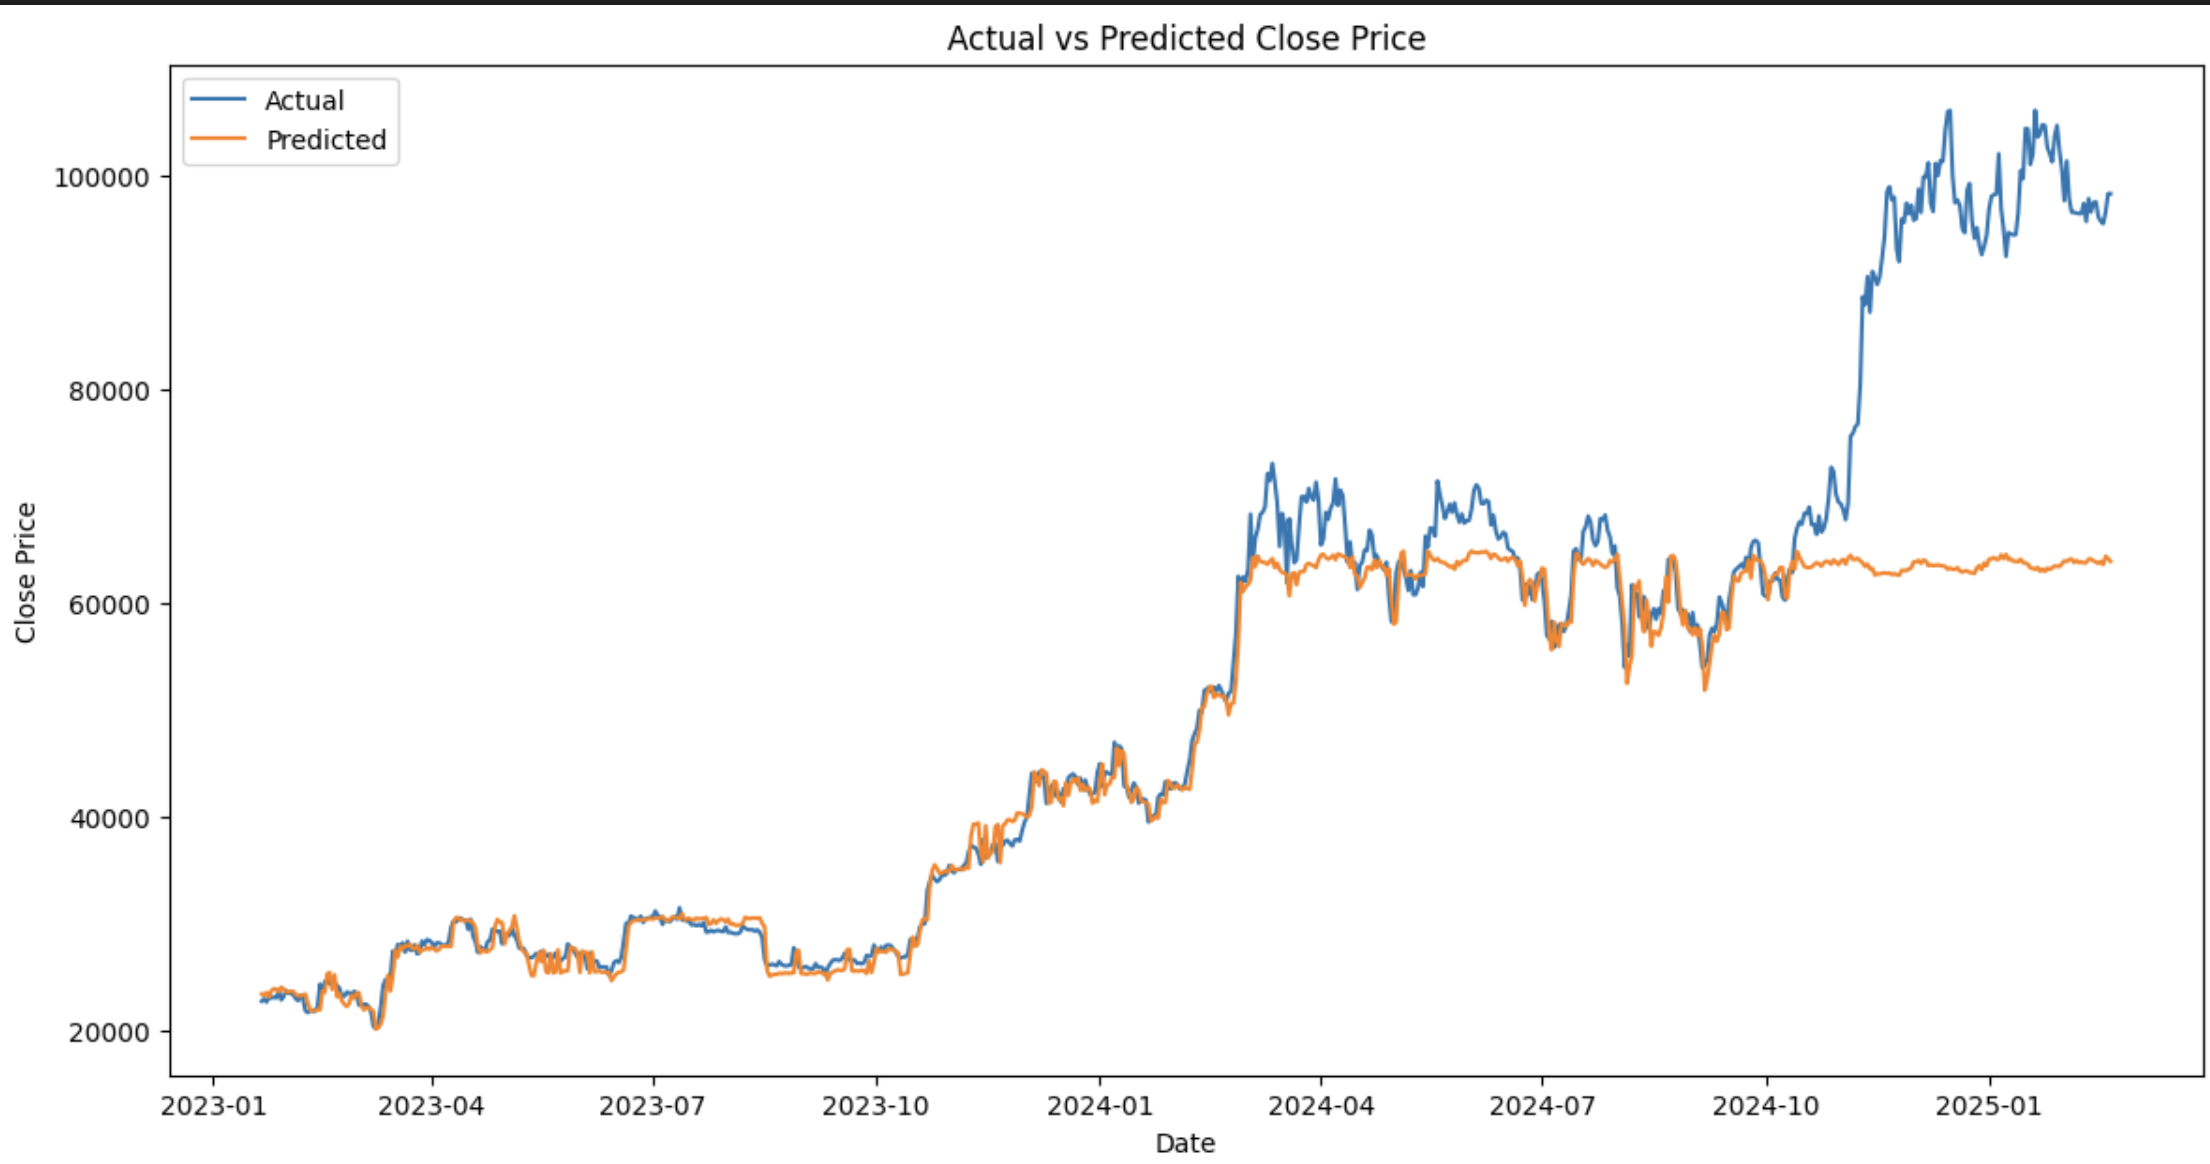 Actual vs Predicted Close Price
Actual
Predicted
100000
80000
60000
40000
20000
Close Price
2023-01
2023-04
2023-07
2023-10
2024-01
2024-04
2024-07
2024-10
2025-01
Date